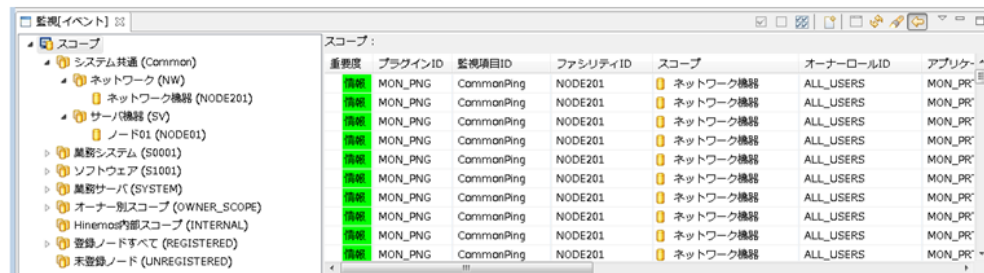 監視[イベント]
スコープ
システム共通 (Common)
ネットワーク (NW)
ネットワーク機器 (NODE201)
サーバ機器 (SV)
ノード01 (NODE01)
業務システム (S0001)
ソフトウェア (S1001)
業務サーバ (SYSTEM)
オーナー別スコープ (OWNER_SCOPE)
Hinemos内部スコープ (INTERNAL)
登録ノードすべて (REGISTERED)
未登録ノード (UNREGISTERED)
スコープ :
重要度 プラグインID 監視項目ID ファシリティID スコープ オーナーロールID アプリケー
情報 MON_PNG CommonPing NODE201 ネットワーク機器 ALL_USERS MON_PR
情報 MON_PNG CommonPing NODE201 ネットワーク機器 ALL_USERS MON_PR
情報 MON_PNG CommonPing NODE201 ネットワーク機器 ALL_USERS MON_PR
情報 MON_PNG CommonPing NODE201 ネットワーク機器 ALL_USERS MON_PR
情報 MON_PNG CommonPing NODE201 ネットワーク機器 ALL_USERS MON_PR
情報 MON_PNG CommonPing NODE201 ネットワーク機器 ALL_USERS MON_PR
情報 MON_PNG CommonPing NODE201 ネットワーク機器 ALL_USERS MON_PR
情報 MON_PNG CommonPing NODE201 ネットワーク機器 ALL_USERS MON_PR
情報 MON_PNG CommonPing NODE201 ネットワーク機器 ALL_USERS MON_PR
情報 MON_PNG CommonPing NODE201 ネットワーク機器 ALL_USERS MON_PR